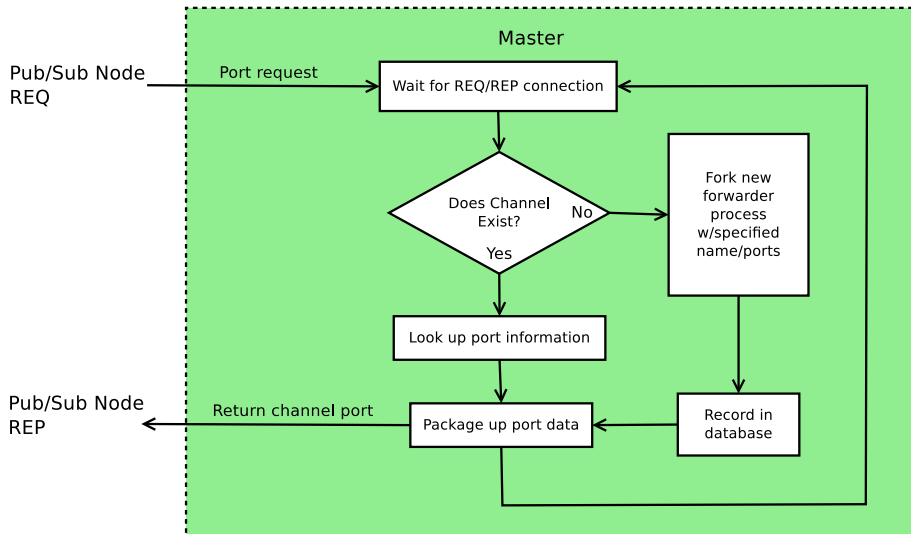 Master
Pub/Sub Node
REQ
Port request
Wait for REQ/REP connection
Does Channel
Exist?
No
Yes
Fork new
forwarder
process
w/specified
name/ports
Look up port information
Pub/Sub Node
REP
Return channel port
Package up port data
Record in
database